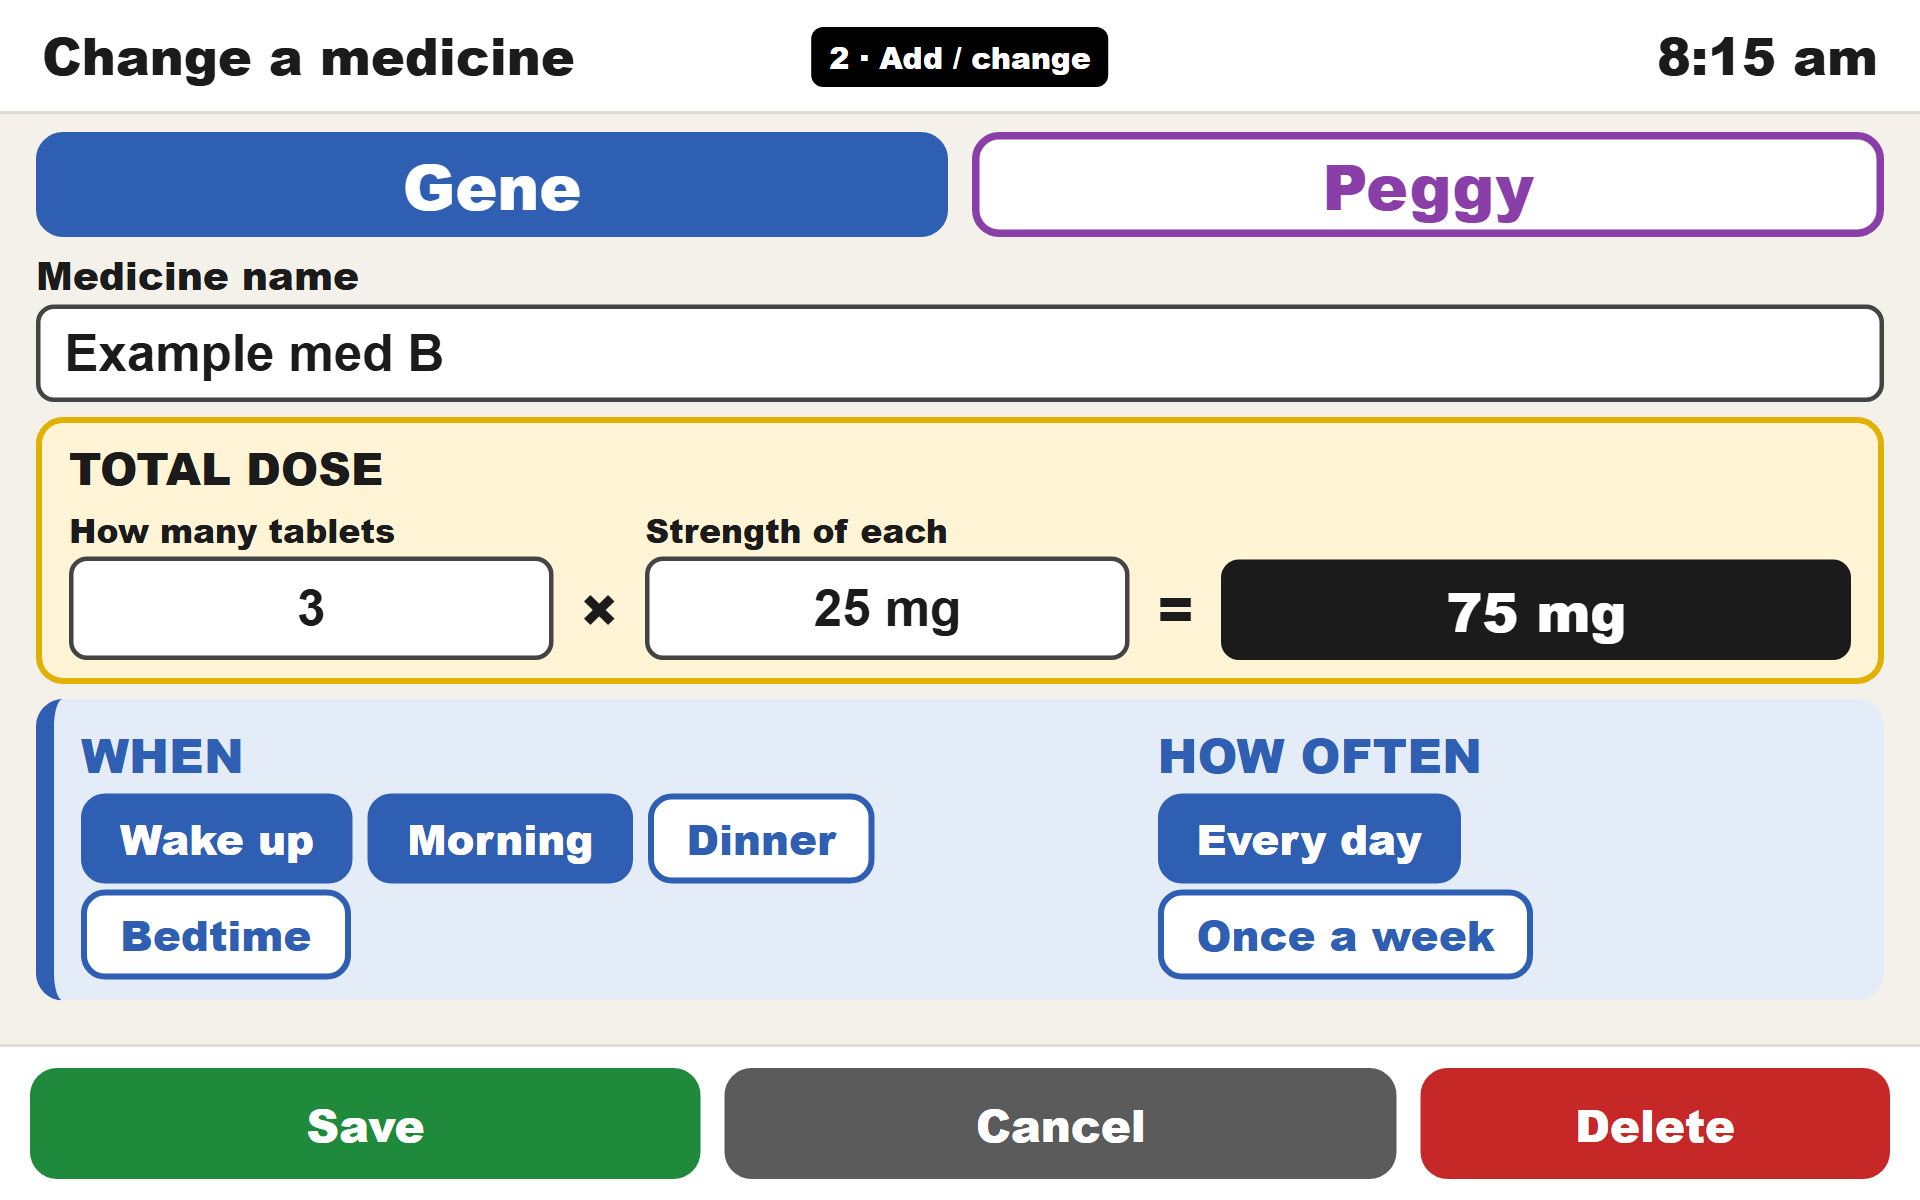 Change a medicine
2 · Add / change
8:15 am
Gene
Peggy
Medicine name
Example med B
TOTAL DOSE
How many tablets
Strength of each
3 × 25 mg = 75 mg
WHEN
HOW OFTEN
Wake up
Morning
Dinner
Every day
Bedtime
Once a week
Save
Cancel
Delete